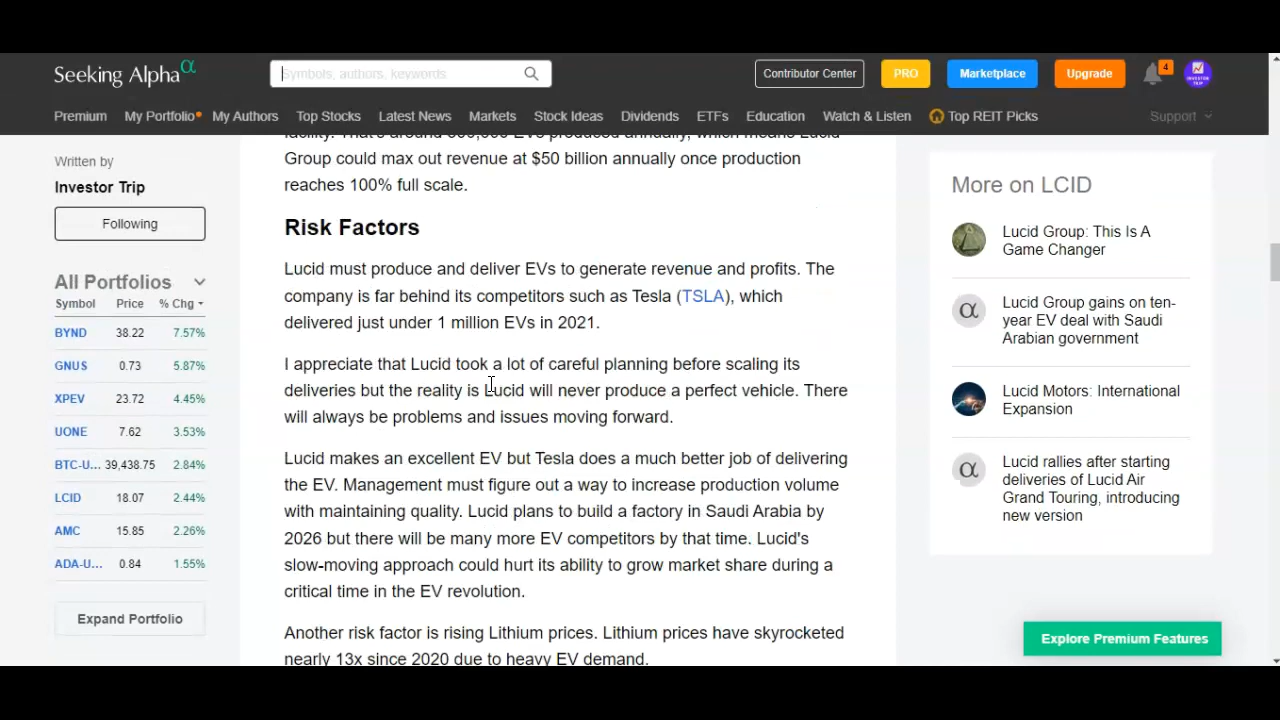 Seeking Alpha α
Symbols, authors, keywords
Contributor Center
PRO
Marketplace
Upgrade
4
Premium
My Portfolio
My Authors
Top Stocks
Latest News
Markets
Stock Ideas
Dividends
ETFs
Education
Watch & Listen
Top REIT Picks
Support
Written by
Investor Trip
Following
All Portfolios
Symbol Price % Chg
BYND 38.22 7.57%
GNUS 0.73 5.87%
XPEV 23.72 4.45%
UONE 7.62 3.53%
BTC-U... 39,438.75 2.84%
LCID 18.07 2.44%
AMC 15.85 2.26%
ADA-U... 0.84 1.55%
Expand Portfolio
EVs produced annually, which means Lucid
Group could max out revenue at $50 billion annually once production
reaches 100% full scale.
Risk Factors
Lucid must produce and deliver EVs to generate revenue and profits. The
company is far behind its competitors such as Tesla (TSLA), which
delivered just under 1 million EVs in 2021.
I appreciate that Lucid took a lot of careful planning before scaling its
deliveries but the reality is Lucid will never produce a perfect vehicle. There
will always be problems and issues moving forward.
Lucid makes an excellent EV but Tesla does a much better job of delivering
the EV. Management must figure out a way to increase production volume
with maintaining quality. Lucid plans to build a factory in Saudi Arabia by
2026 but there will be many more EV competitors by that time. Lucid's
slow-moving approach could hurt its ability to grow market share during a
critical time in the EV revolution.
Another risk factor is rising Lithium prices. Lithium prices have skyrocketed
nearly 13x since 2020 due to heavy EV demand.
More on LCID
Lucid Group: This Is A
Game Changer
Lucid Group gains on ten-
year EV deal with Saudi
Arabian government
Lucid Motors: International
Expansion
Lucid rallies after starting
deliveries of Lucid Air
Grand Touring, introducing
new version
Explore Premium Features